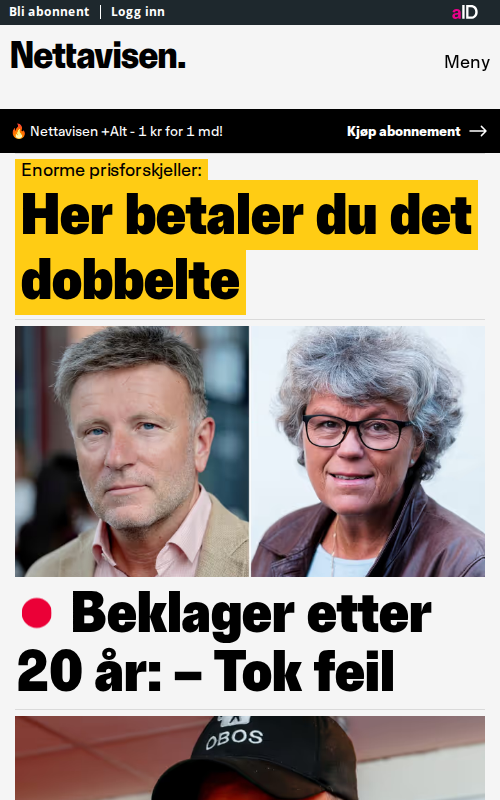 Bli abonnent | Logg inn
aID
Nettavisen.
Meny
🔥 Nettavisen +Alt - 1 kr for 1 md!
Kjøp abonnement →
Enorme prisforskjeller:
Her betaler du det
dobbelte
Beklager etter
20 år: – Tok feil
OBOS